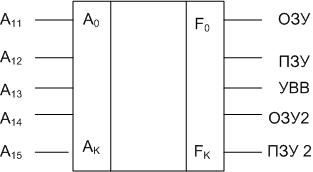 A11 A0 F0 ОЗУ
A12 ПЗУ
A13 УВВ
A14 ОЗУ2
A15 AK FK ПЗУ 2